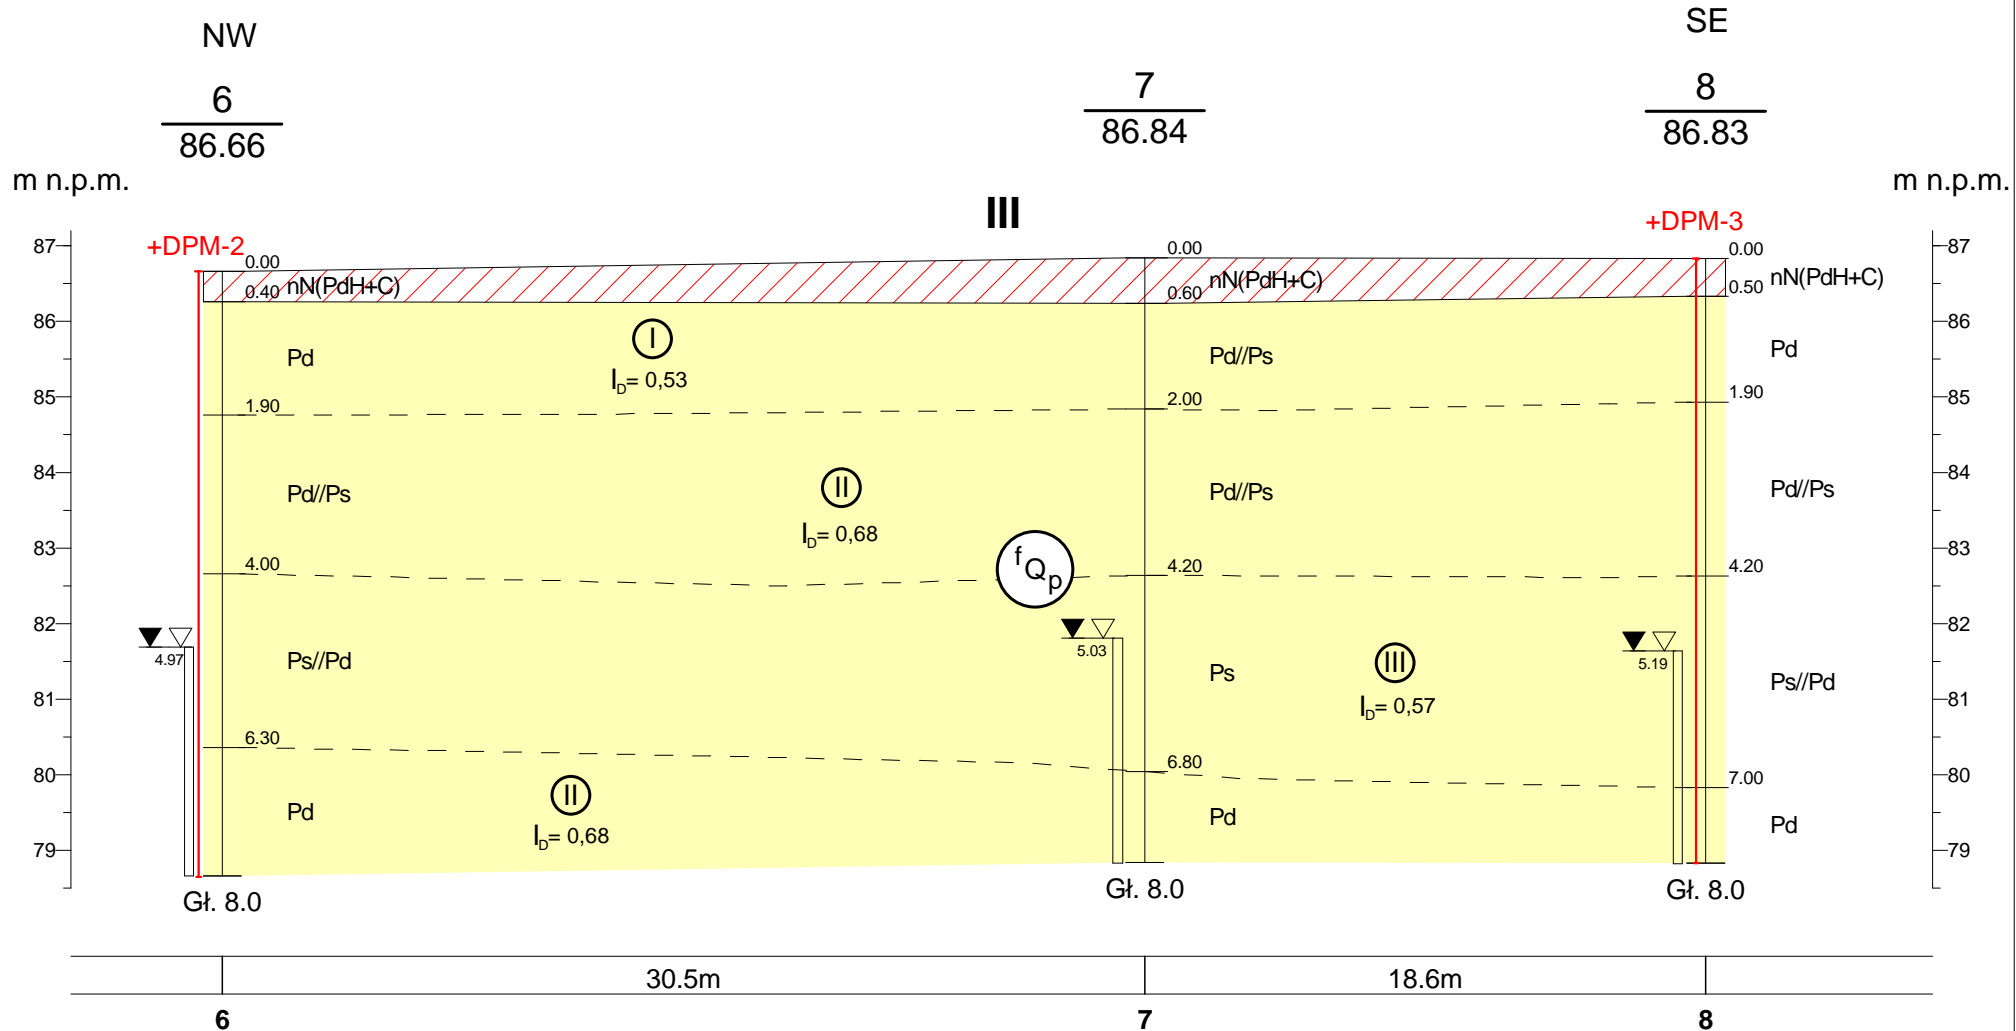 NW
SE
6
86.66
7
86.84
8
86.83
m n.p.m.
m n.p.m.
III
+DPM-2
+DPM-3
87
86
85
84
83
82
81
80
79
0.00
0.40
nN(PdH+C)
Pd
1.90
Pd//Ps
4.00
4.97
Ps//Pd
6.30
Pd
Gł. 8.0
I
ID= 0,53
II
ID= 0,68
fQp
II
ID= 0,68
0.00
nN(PdH+C)
0.60
Pd//Ps
2.00
Pd//Ps
4.20
5.03
Ps
6.80
Pd
Gł. 8.0
III
ID= 0,57
0.00
nN(PdH+C)
0.50
Pd
1.90
Pd//Ps
4.20
5.19
Ps//Pd
7.00
Pd
Gł. 8.0
87
86
85
84
83
82
81
80
79
30.5m
18.6m
6
7
8